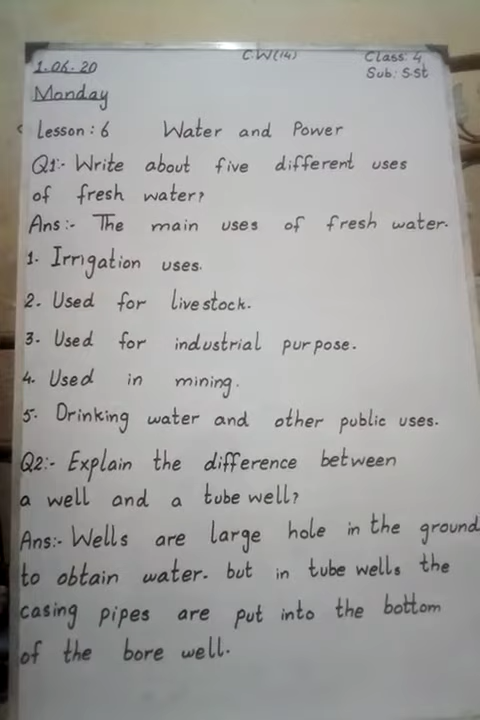 1.06.20 C.W(14) Class: 4
Monday Sub: S.St
Lesson: 6 Water and Power
Q1:- Write about five different uses
of fresh water?
Ans:- The main uses of fresh water.
1. Irrigation uses.
2. Used for livestock.
3. Used for industrial purpose.
4. Used in mining.
5. Drinking water and other public uses.
Q2:- Explain the difference between
a well and a tube well?
Ans:- Wells are large hole in the ground
to obtain water. but in tube wells the
casing pipes are put into the bottom
of the bore well.